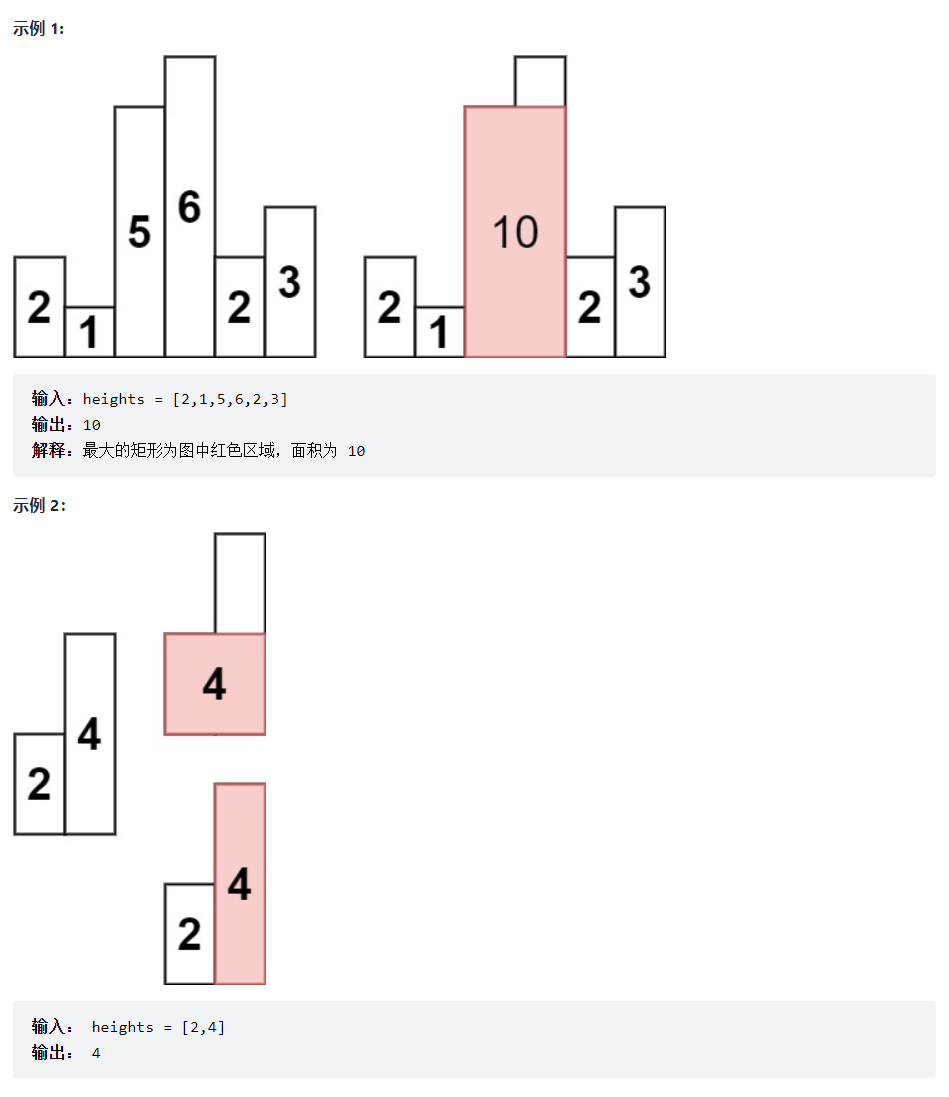 示例 1:
2 1 5 6 2 3
2 1 10 2 3
输入：heights = [2,1,5,6,2,3]
输出：10
解释：最大的矩形为图中红色区域，面积为 10
示例 2：
2 4
4
2 4
输入： heights = [2,4]
输出： 4